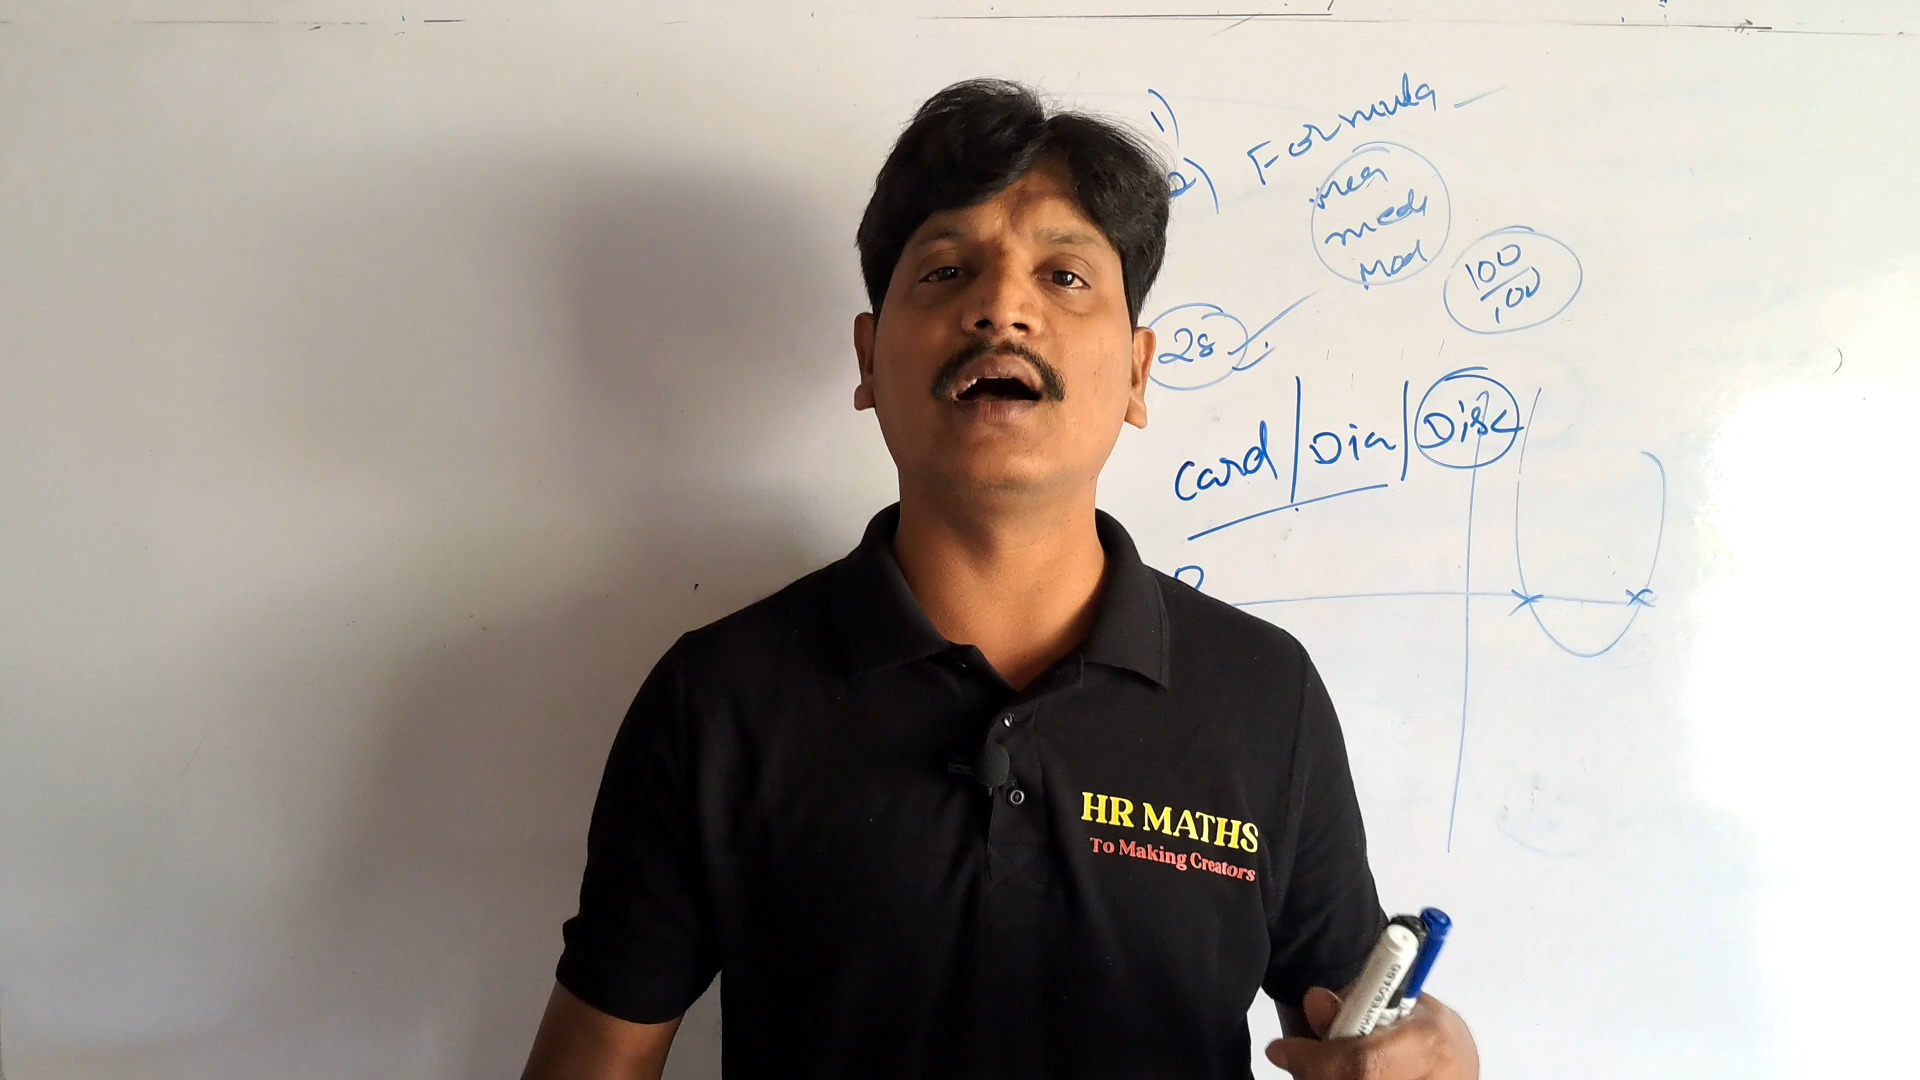 1)
2) Formula
Mea
medi
Mod
100/100
28
Card/Dia/Disc
HR MATHS
To Making Creators